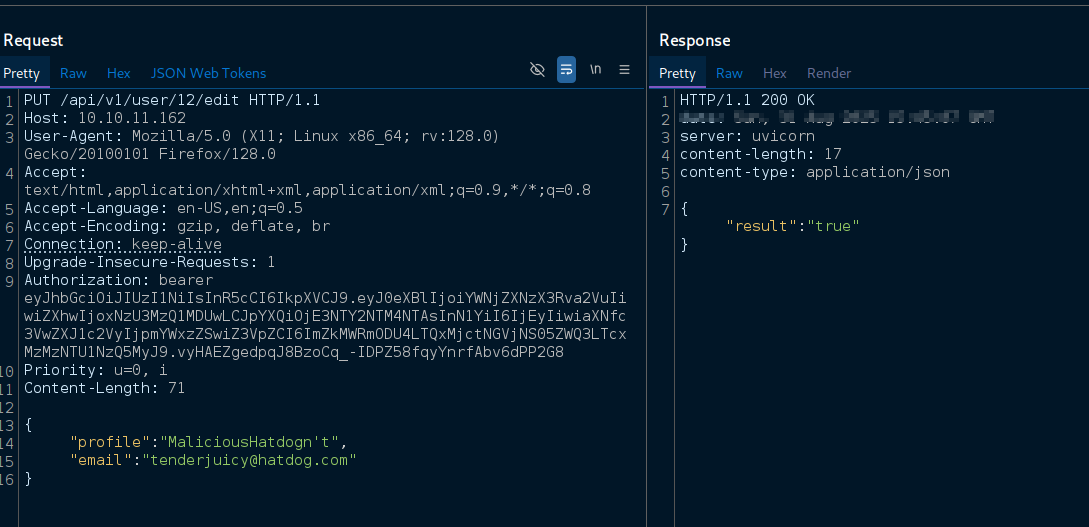 Request
Pretty Raw Hex JSON Web Tokens \n
1 PUT /api/v1/user/12/edit HTTP/1.1
2 Host: 10.10.11.162
3 User-Agent: Mozilla/5.0 (X11; Linux x86_64; rv:128.0)
Gecko/20100101 Firefox/128.0
4 Accept:
text/html,application/xhtml+xml,application/xml;q=0.9,*/*;q=0.8
5 Accept-Language: en-US,en;q=0.5
6 Accept-Encoding: gzip, deflate, br
7 Connection: keep-alive
8 Upgrade-Insecure-Requests: 1
9 Authorization: bearer
eyJhbGciOiJIUzI1NiIsInR5cCI6IkpXVCJ9.eyJ0eXBlIjoiYWNjZXNzX3Rva2VuIi
wiZXhwIjoxNzU3MzQ1MDUwLCJpYXQiOjE3NTY2NTM4NTAsInN1YiI6IjEyIiwiaXNfc
3VwZXJ1c2VyIjpmYWxzZSwiZ3VpZCI6ImZkMWRmODU4LTQxMjctNGVjNS05ZWQ3LTcx
MzMzNTU1NzQ5MyJ9.vyHAEZgedpqJ8BzoCq_-IDPZ58fqyYnrfAbv6dPP2G8
10 Priority: u=0, i
11 Content-Length: 71
12
13 {
14 "profile":"MaliciousHatdogn't",
15 "email":"tenderjuicy@hatdog.com"
16 }
Response
Pretty Raw Hex Render
1 HTTP/1.1 200 OK
2
3 server: uvicorn
4 content-length: 17
5 content-type: application/json
6
7 {
"result":"true"
}